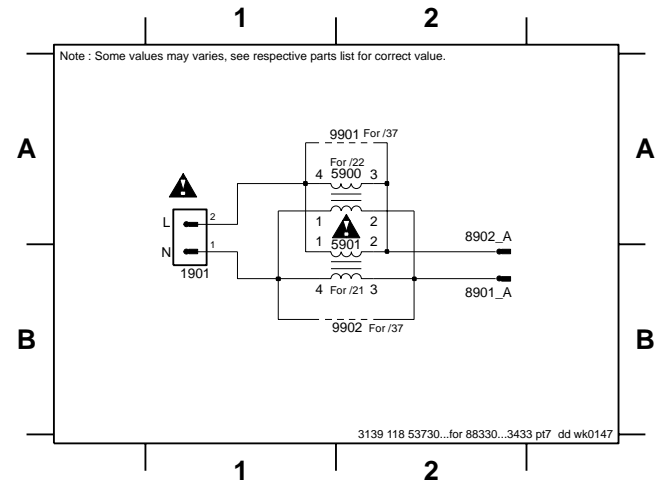 1 2
Note : Some values may varies, see respective parts list for correct value.
9901 For /37
A A
For /22
4 5900 3
L 2
1 2
1 5901 2
8902_A
N 1
1901
4 For /21 3
8901_A
9902 For /37
B B
3139 118 53730...for 88330...3433 pt7 dd wk0147
1 2